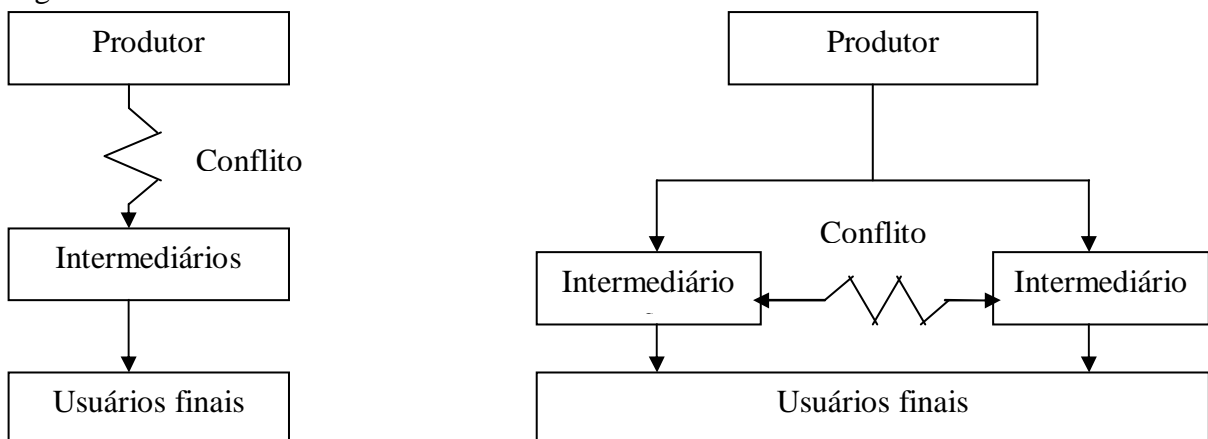 Produtor
Conflito
Intermediários
Usuários finais
Produtor
Conflito
Intermediário
Intermediário
Usuários finais